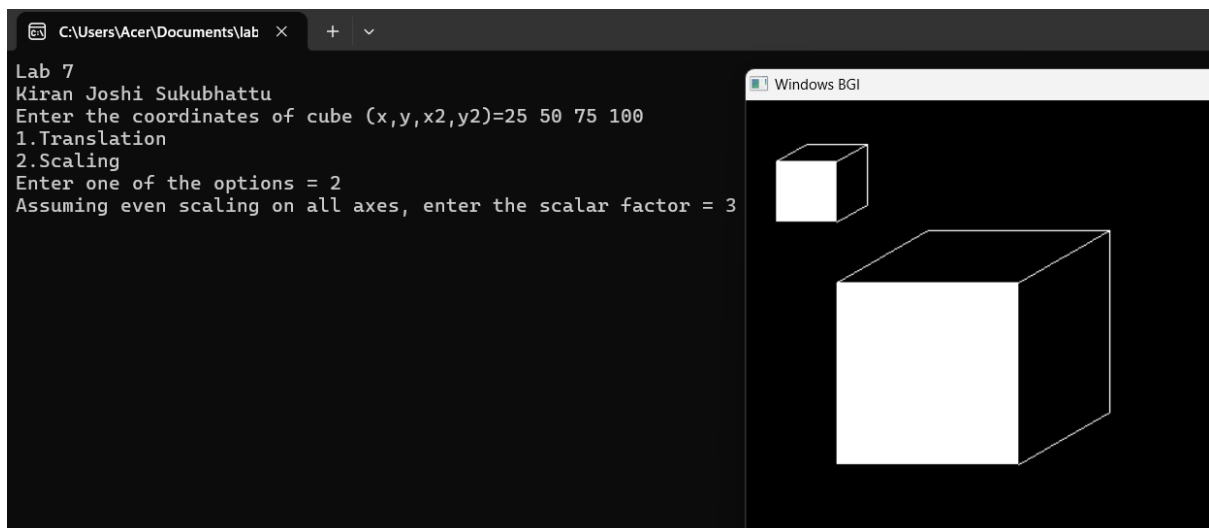 C:\Users\Acer\Documents\lab
Lab 7
Kiran Joshi Sukubhattu
Enter the coordinates of cube (x,y,x2,y2)=25 50 75 100
1.Translation
2.Scaling
Enter one of the options = 2
Assuming even scaling on all axes, enter the scalar factor = 3
Windows BGI